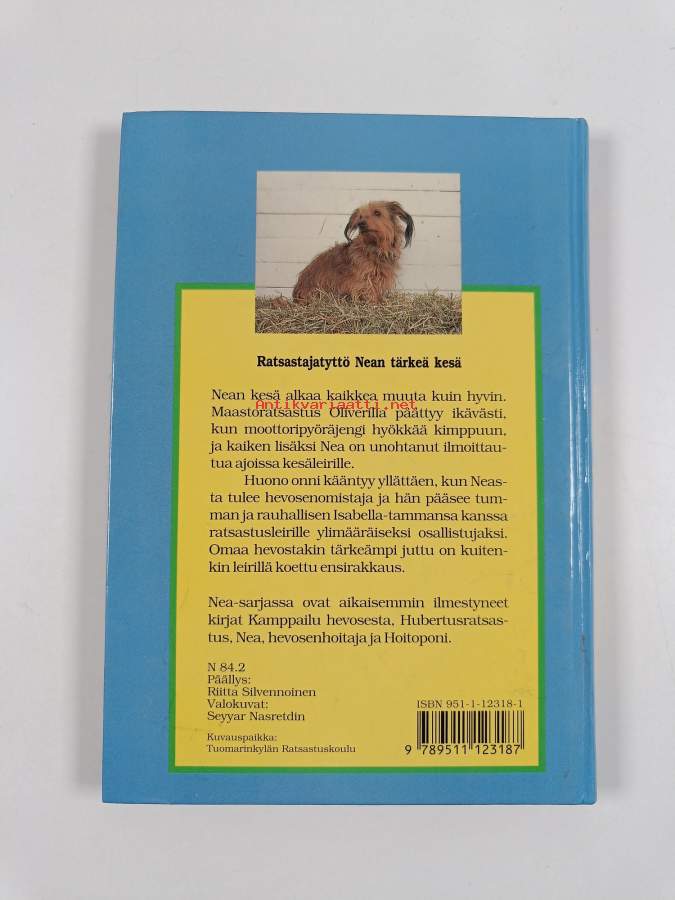 Ratsastajatyttö Nean tärkeä kesä
Nean kesä alkaa kaikkea muuta kuin hyvin.
Antikvariaatti.net
Maastoratsastus Oliverilla päättyy ikävästi,
kun moottoripyöräjengi hyökkää kimppuun,
ja kaiken lisäksi Nea on unohtanut ilmoittau-
tua ajoissa kesäleirille.
Huono onni kääntyy yllättäen, kun Neas-
ta tulee hevosenomistaja ja hän pääsee tum-
man ja rauhallisen Isabella-tammansa kanssa
ratsastusleirille ylimääräiseksi osallistujaksi.
Omaa hevostakin tärkeämpi juttu on kuiten-
kin leirillä koettu ensirakkaus.
Nea-sarjassa ovat aikaisemmin ilmestyneet
kirjat Kamppailu hevosesta, Hubertusratsas-
tus, Nea, hevosenhoitaja ja Hoitoponi.
N 84.2
Päällys:
Riitta Silvennoinen
Valokuvat:
Seyyar Nasretdin
Kuvauspaikka:
Tuomarinkylän Ratsastuskoulu
ISBN 951-1-12318-1
9 789511 123187